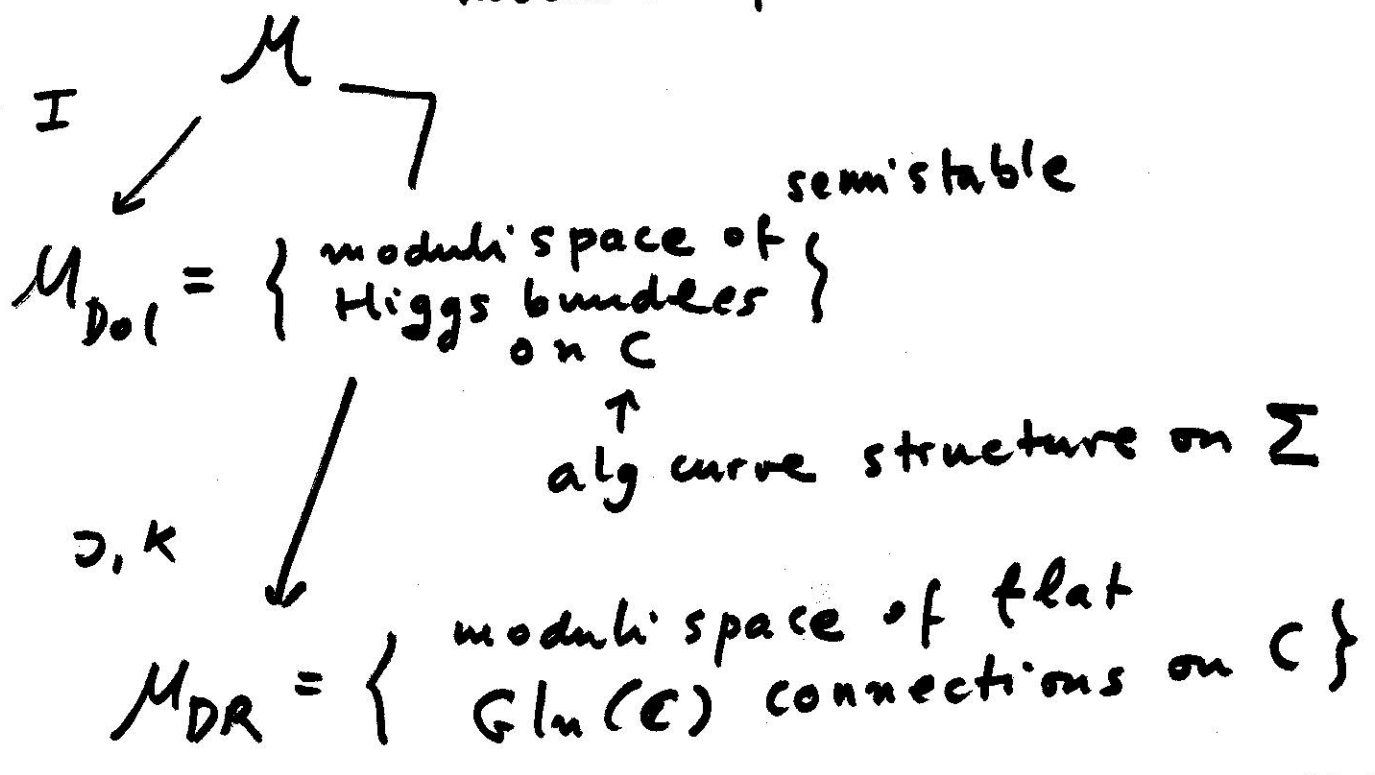 M
I
semistable
M_Dol = { moduli space of }
Higgs bundles
on C
↑
alg curve structure on Σ
J, K
moduli space of flat
M_DR = { Gln(C) connections on C }